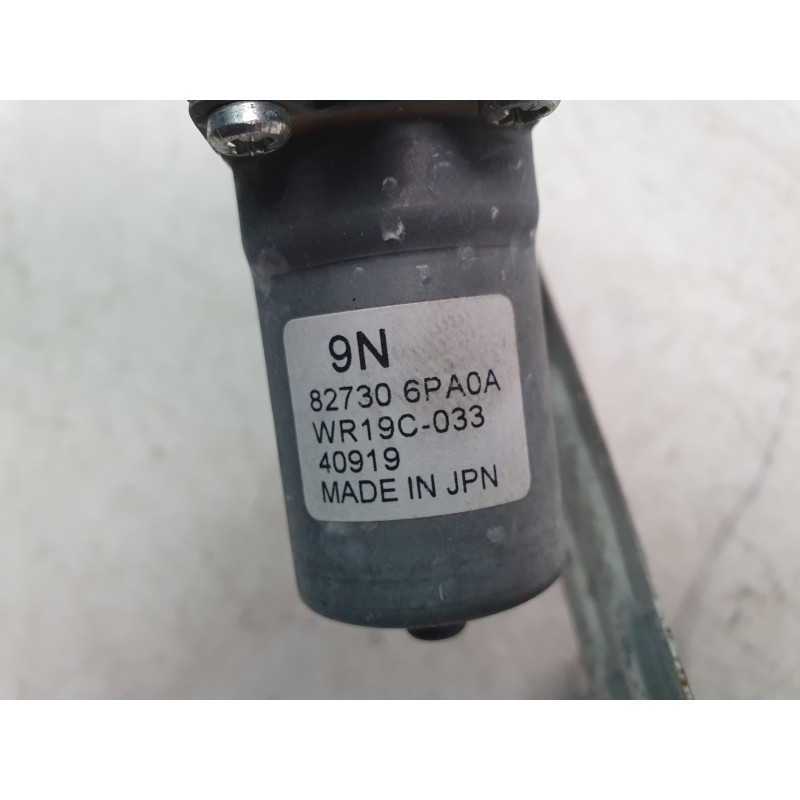 9N
82730 6PA0A
WR19C-033
40919
MADE IN JPN